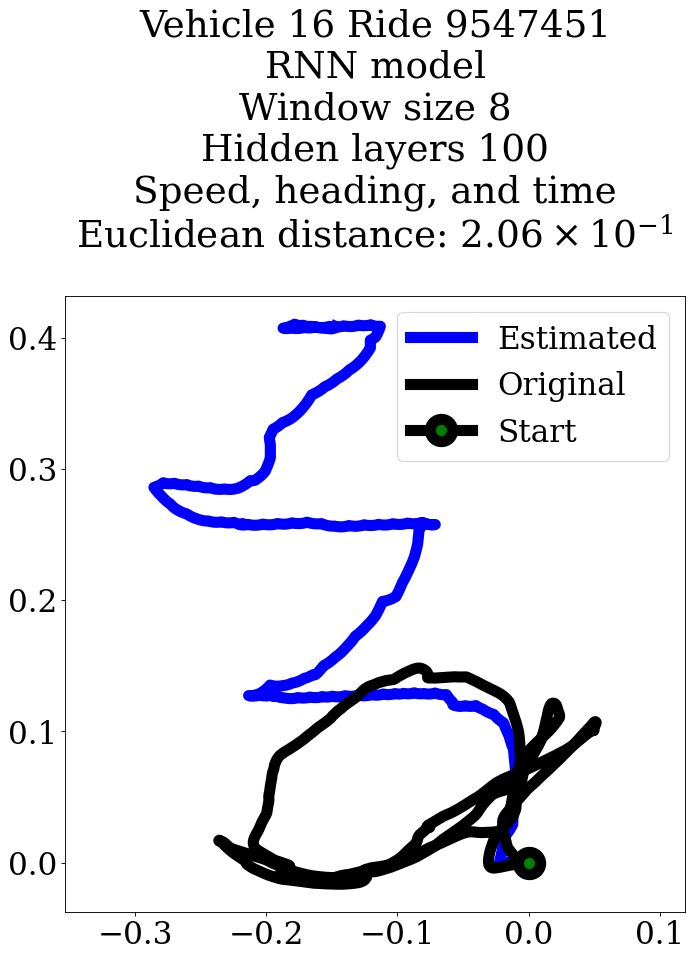 Vehicle 16 Ride 9547451
RNN model
Window size 8
Hidden layers 100
Speed, heading, and time
Euclidean distance: 2.06 × 10⁻¹
Estimated
Original
Start
0.4
0.3
0.2
0.1
0.0
−0.3 −0.2 −0.1 0.0 0.1